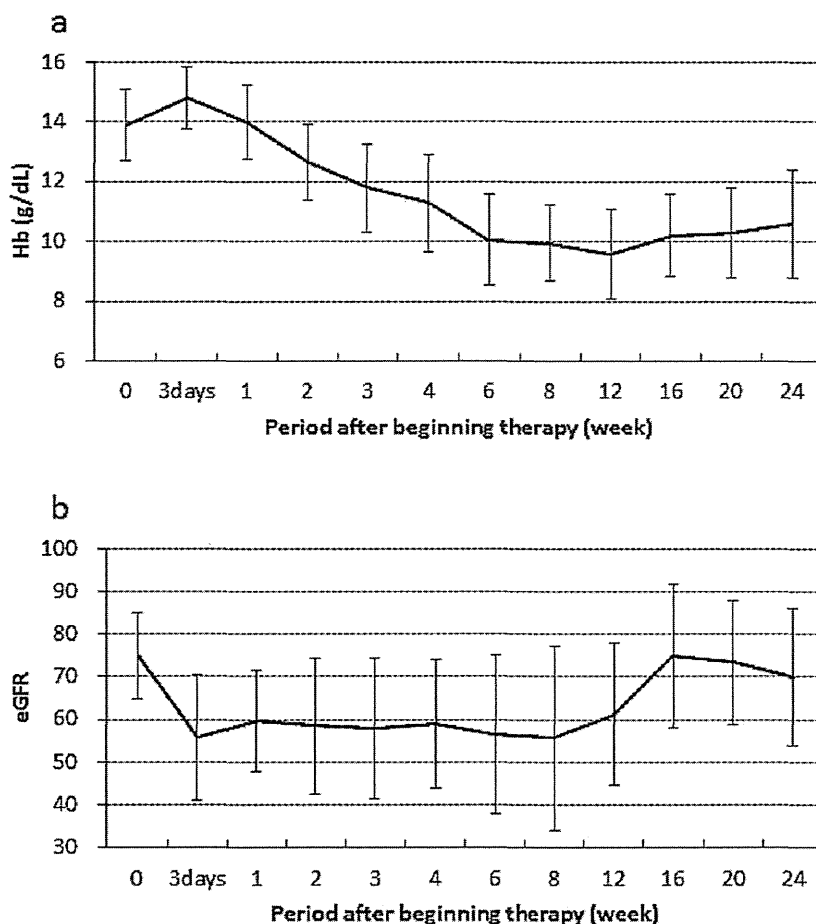 a
16
14
12
10
8
6
Hb (g/dL)
0 3days 1 2 3 4 6 8 12 16 20 24
Period after beginning therapy (week)
b
100
90
80
70
60
50
40
30
eGFR
0 3days 1 2 3 4 6 8 12 16 20 24
Period after beginning therapy (week)